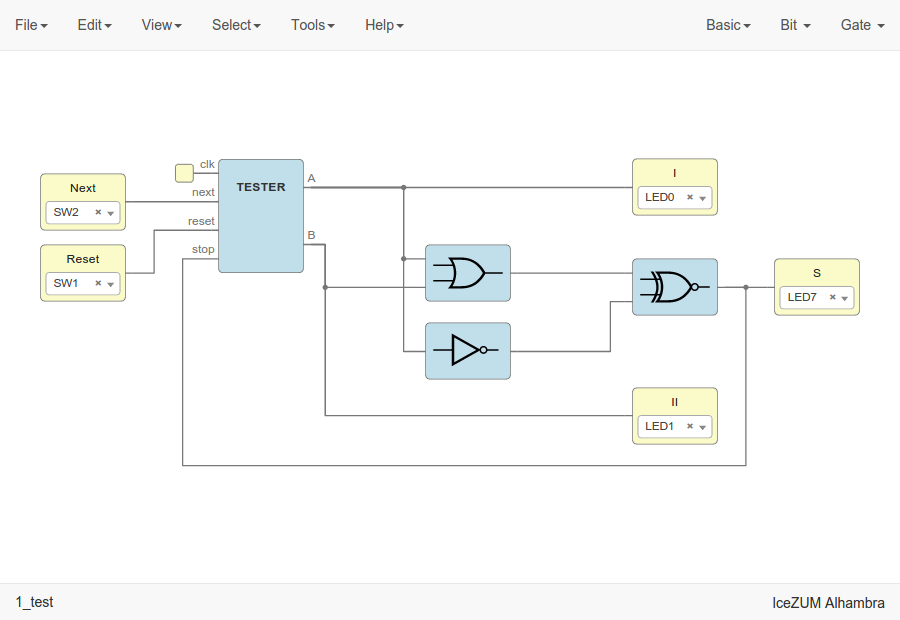 File Edit View Select Tools Help Basic Bit Gate
clk
TESTER
A
I
Next
next
LED0
SW2
reset
B
Reset
stop
SW1
S
LED7
II
LED1
1_test
IceZUM Alhambra